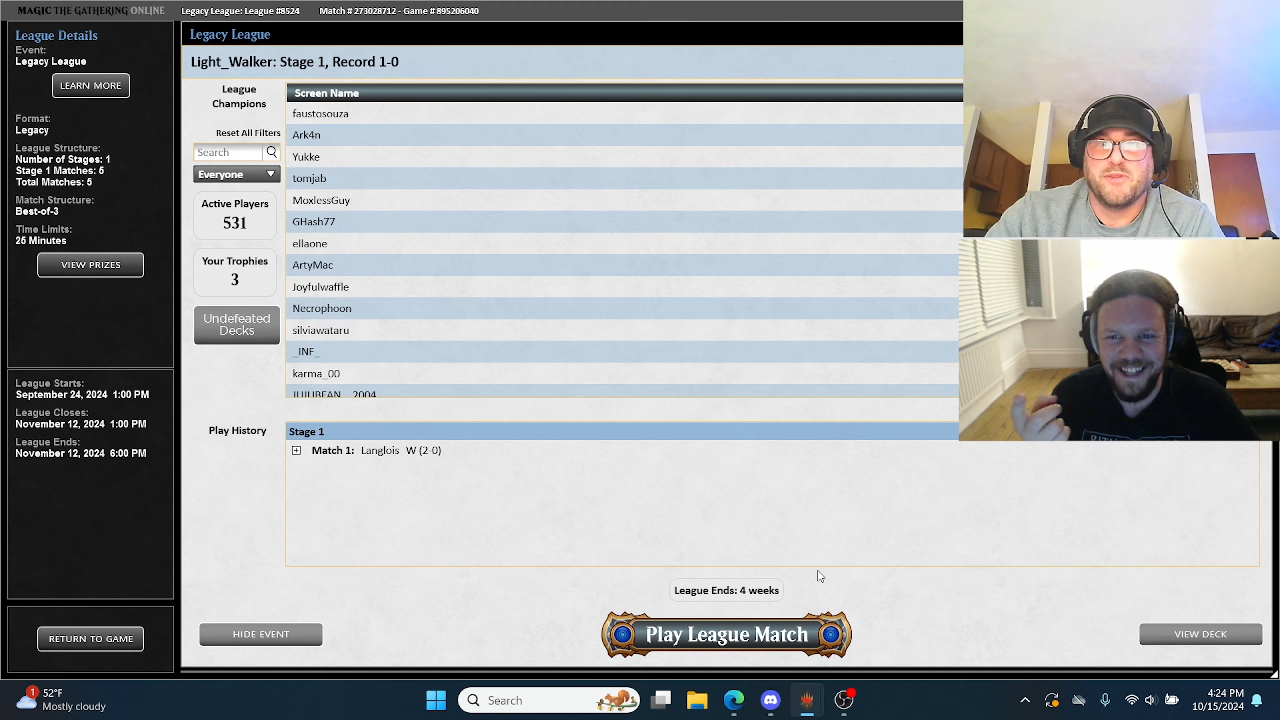 MAGIC THE GATHERING ONLINE
Legacy League: League #8524
Match # 273028712 - Game # 895206040
League Details
Event:
Legacy League
LEARN MORE
Format:
Legacy
League Structure:
Number of Stages: 1
Stage 1 Matches: 5
Total Matches: 5
Match Structure:
Best-of-3
Time Limits:
25 Minutes
VIEW PRIZES
League Starts:
September 24, 2024 1:00 PM
League Closes:
November 12, 2024 1:00 PM
League Ends:
November 12, 2024 6:00 PM
RETURN TO GAME
Legacy League
Light_Walker: Stage 1, Record 1-0
League
Champions
Reset All Filters
Search
Everyone
Active Players
531
Your Trophies
3
Undefeated
Decks
Screen Name
faustosouza
Ark4n
Yukke
tomjab
MoxlessGuy
GHash77
ellaone
ArtyMac
Joyfulwaffle
Necrophoon
silviawataru
_INF_
karma_00
Play History
Stage 1
Match 1: Langlois W (2-0)
League Ends: 4 weeks
HIDE EVENT
Play League Match
VIEW DECK
1
52°F
Mostly cloudy
Search
4:24 PM
10/15/2024